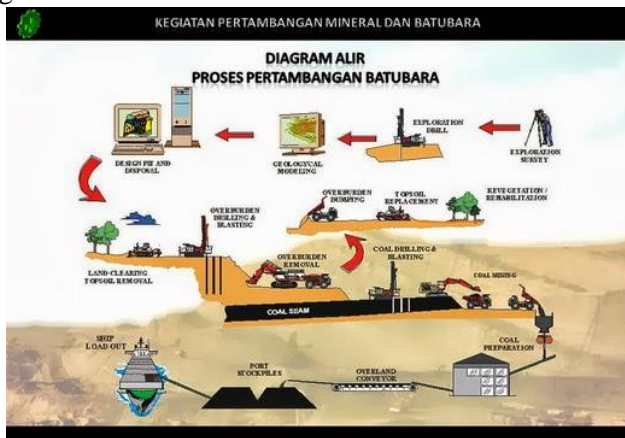 KEGIATAN PERTAMBANGAN MINERAL DAN BATUBARA
DIAGRAM ALIR
PROSES PERTAMBANGAN BATUBARA
EXPLORATION
SURVEY
EXPLORATION
DRILL
GEOLOGYCAL
MODELING
DESIGN PIT AND
DISPOSAL
OVERBURDEN
DUMPING
TOPSOIL
REPLACEMENT
REVEGETATION /
REHABILITATION
OVERBURDEN
DRILLING &
BLASTING
LAND-CLEARING
TOPSOIL REMOVAL
OVERBURDEN
REMOVAL
COAL DRILLING &
BLASTING
COAL MINING
COAL SEAM
COAL
PREPARATION
OVERLAND
CONVEYOR
PORT
STOCKPILES
SHIP
LOAD-OUT